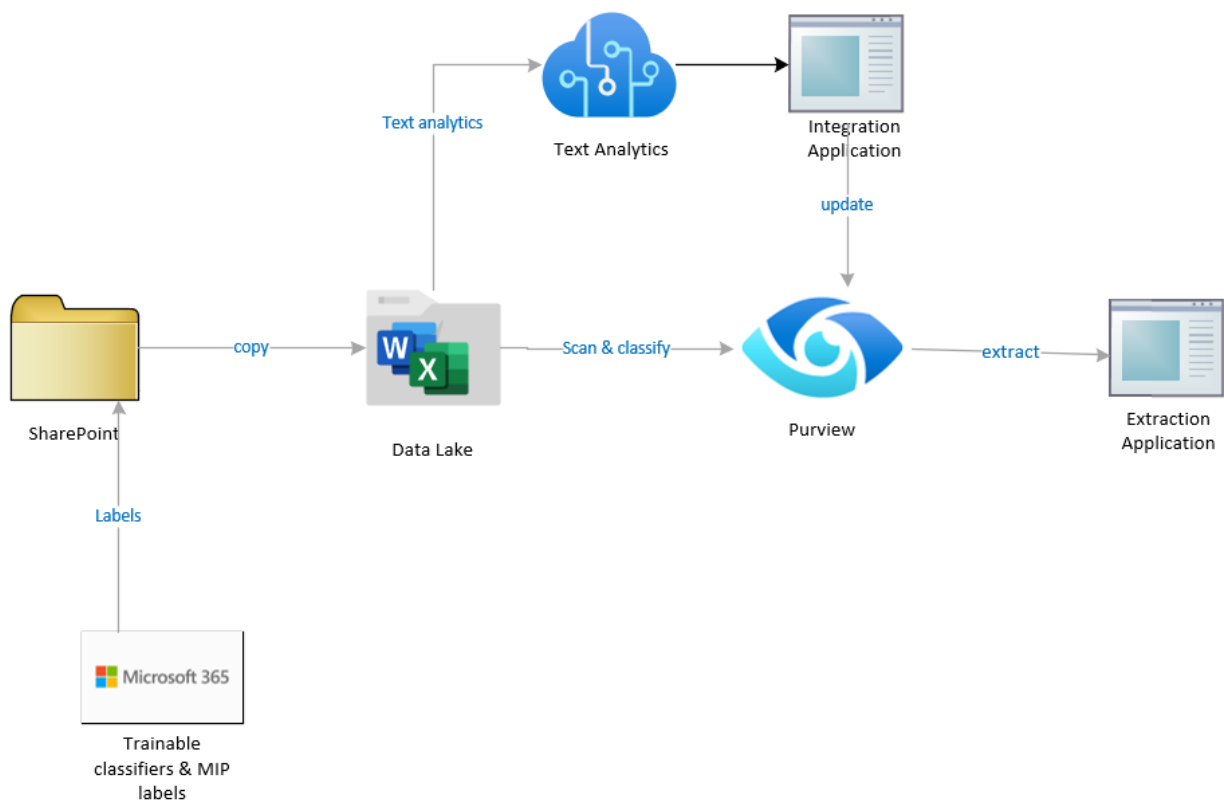 Text analytics
Text Analytics
Integration
Application
update
SharePoint
copy
W
X
Data Lake
Scan & classify
Purview
extract
Extraction
Application
Labels
Microsoft 365
Trainable
classifiers & MIP
labels